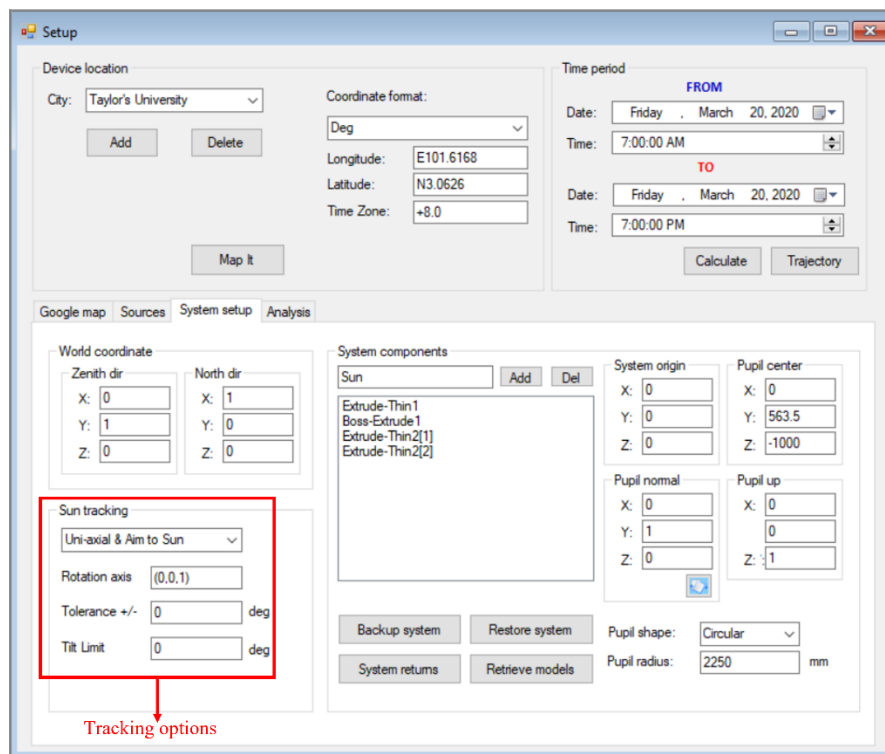 Setup
Device location
City: Taylor's University
Add Delete
Map It
Coordinate format:
Deg
Longitude: E101.6168
Latitude: N3.0626
Time Zone: +8.0
Time period
FROM
Date: Friday , March 20, 2020
Time: 7:00:00 AM
TO
Date: Friday , March 20, 2020
Time: 7:00:00 PM
Calculate Trajectory
Google map Sources System setup Analysis
World coordinate
Zenith dir
X: 0
Y: 1
Z: 0
North dir
X: 1
Y: 0
Z: 0
Sun tracking
Uni-axial & Aim to Sun
Rotation axis (0,0,1)
Tolerance +/- 0 deg
Tilt Limit 0 deg
Tracking options
System components
Sun Add Del
Extrude-Thin1
Boss-Extrude1
Extrude-Thin2[1]
Extrude-Thin2[2]
Backup system Restore system
System returns Retrieve models
System origin
X: 0
Y: 0
Z: 0
Pupil center
X: 0
Y: 563.5
Z: -1000
Pupil normal
X: 0
Y: 1
Z: 0
Pupil up
X: 0
0
Z: : 1
Pupil shape: Circular
Pupil radius: 2250 mm